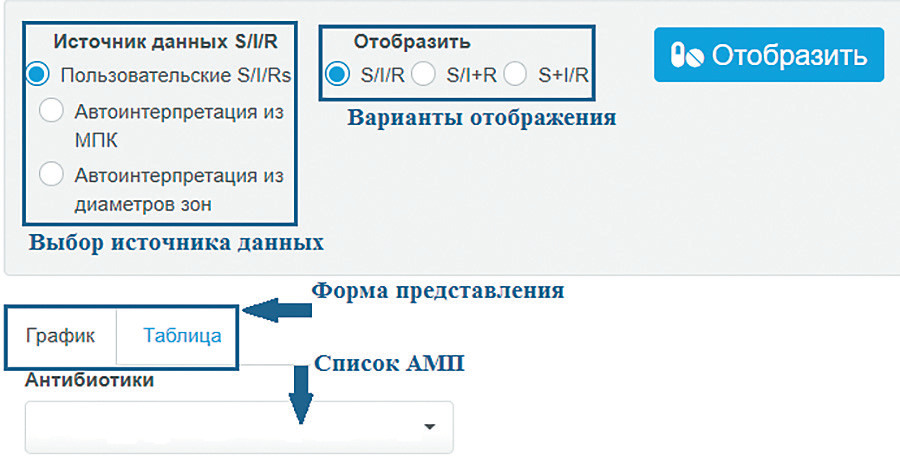 Источник данных S/I/R
Пользовательские S/I/Rs
Автоинтерпретация из
МПК
Автоинтерпретация из
диаметров зон
Выбор источника данных
Отобразить
S/I/R S/I+R S+I/R
Варианты отображения
Отобразить
Форма представления
График Таблица
Список АМП
Антибиотики